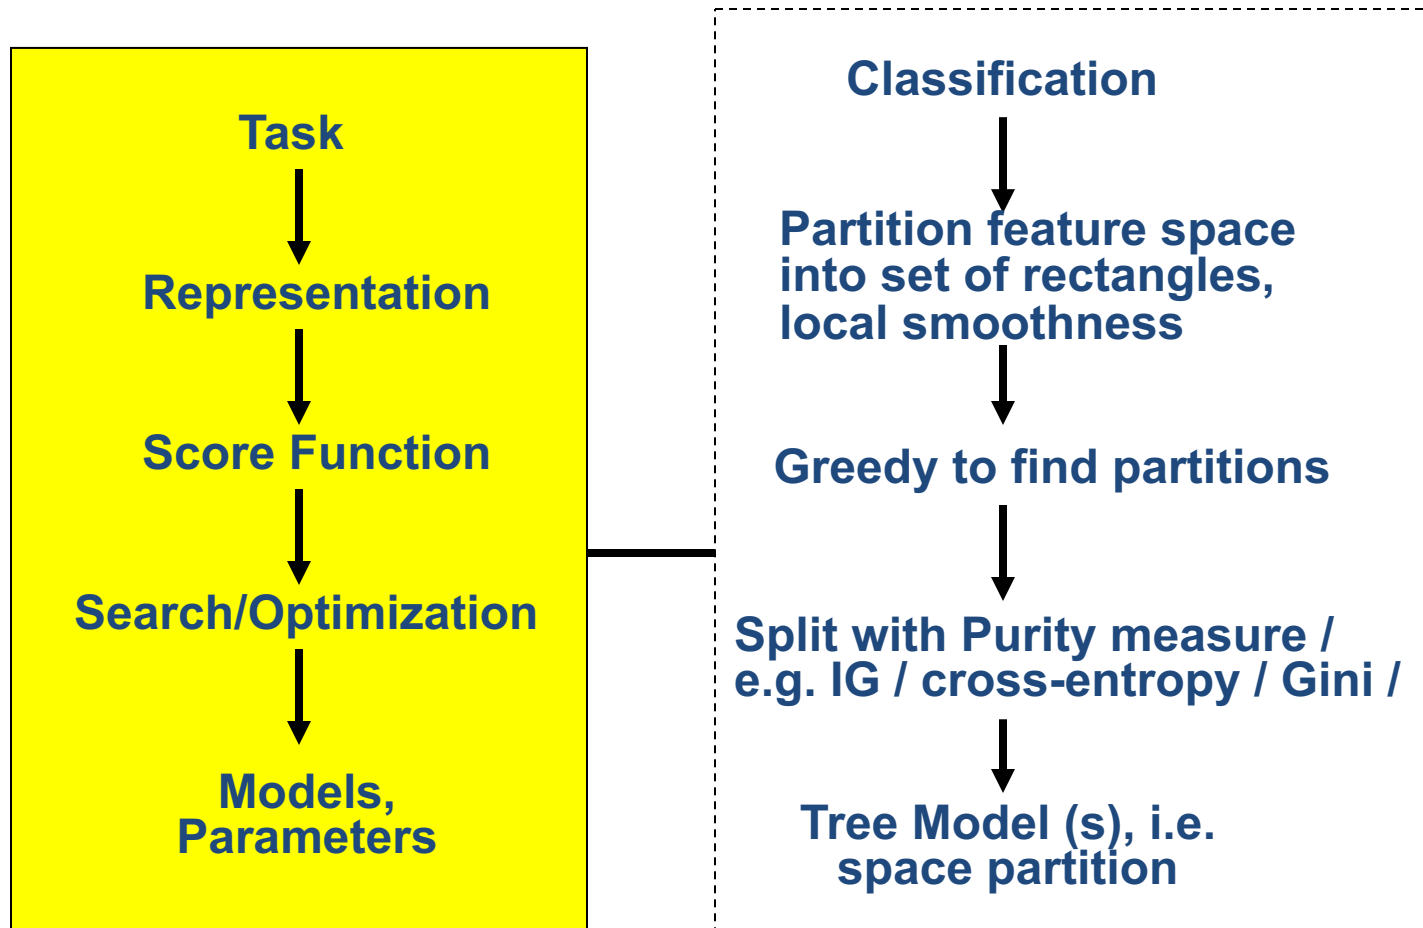 Task
Representation
Score Function
Search/Optimization
Models,
Parameters
Classification
Partition feature space
into set of rectangles,
local smoothness
Greedy to find partitions
Split with Purity measure /
e.g. IG / cross-entropy / Gini /
Tree Model (s), i.e.
space partition